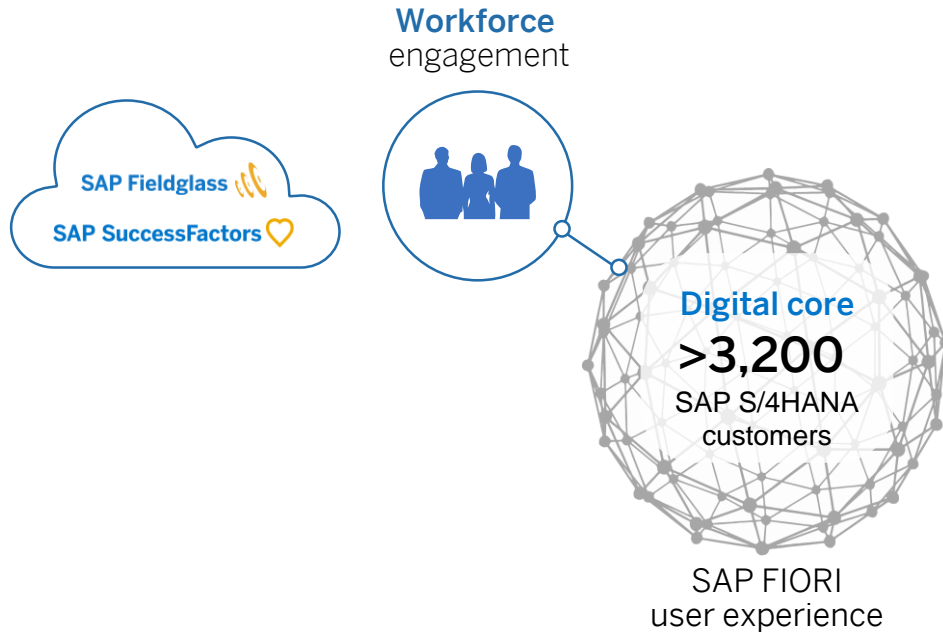 Workforce
engagement
SAP Fieldglass
SAP SuccessFactors
Digital core
>3,200
SAP S/4HANA
customers
SAP FIORI
user experience